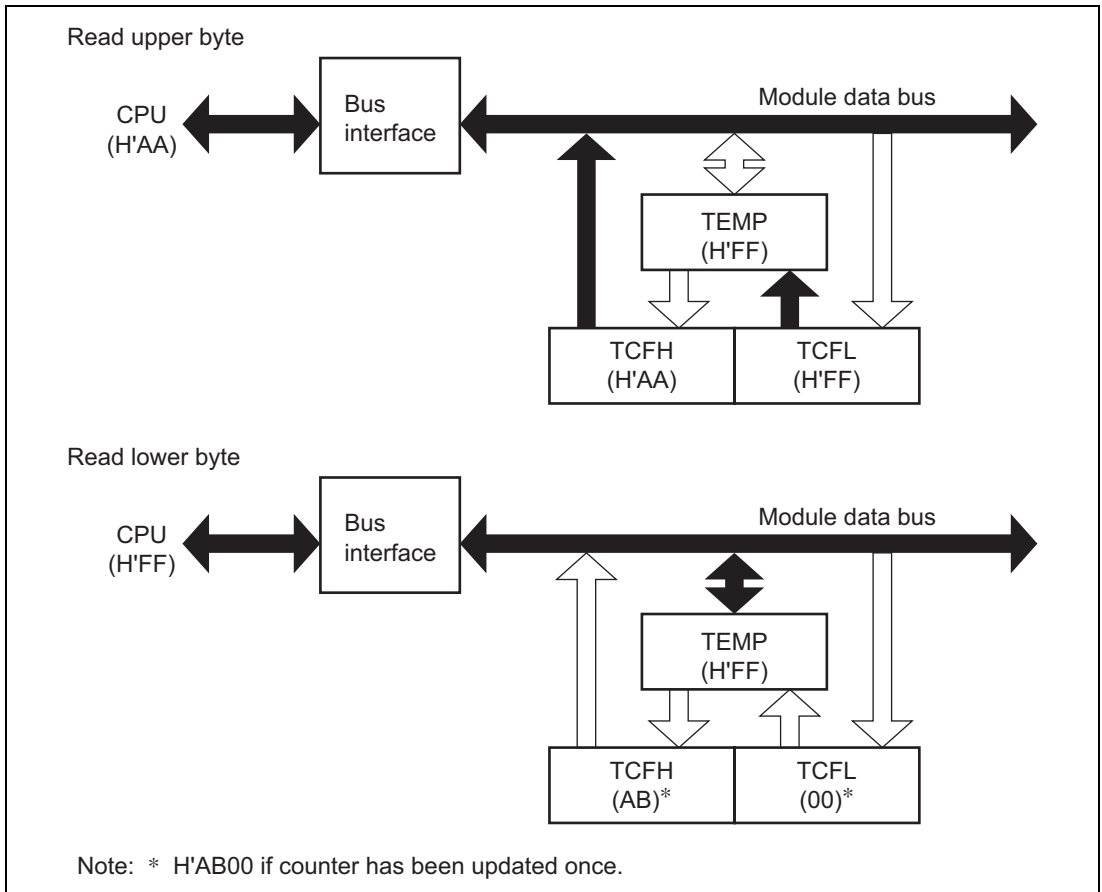 Read upper byte
CPU
(H'AA)
Bus
interface
Module data bus
TEMP
(H'FF)
TCFH
(H'AA)
TCFL
(H'FF)
Read lower byte
CPU
(H'FF)
Bus
interface
Module data bus
TEMP
(H'FF)
TCFH
(AB)*
TCFL
(00)*
Note: * H'AB00 if counter has been updated once.